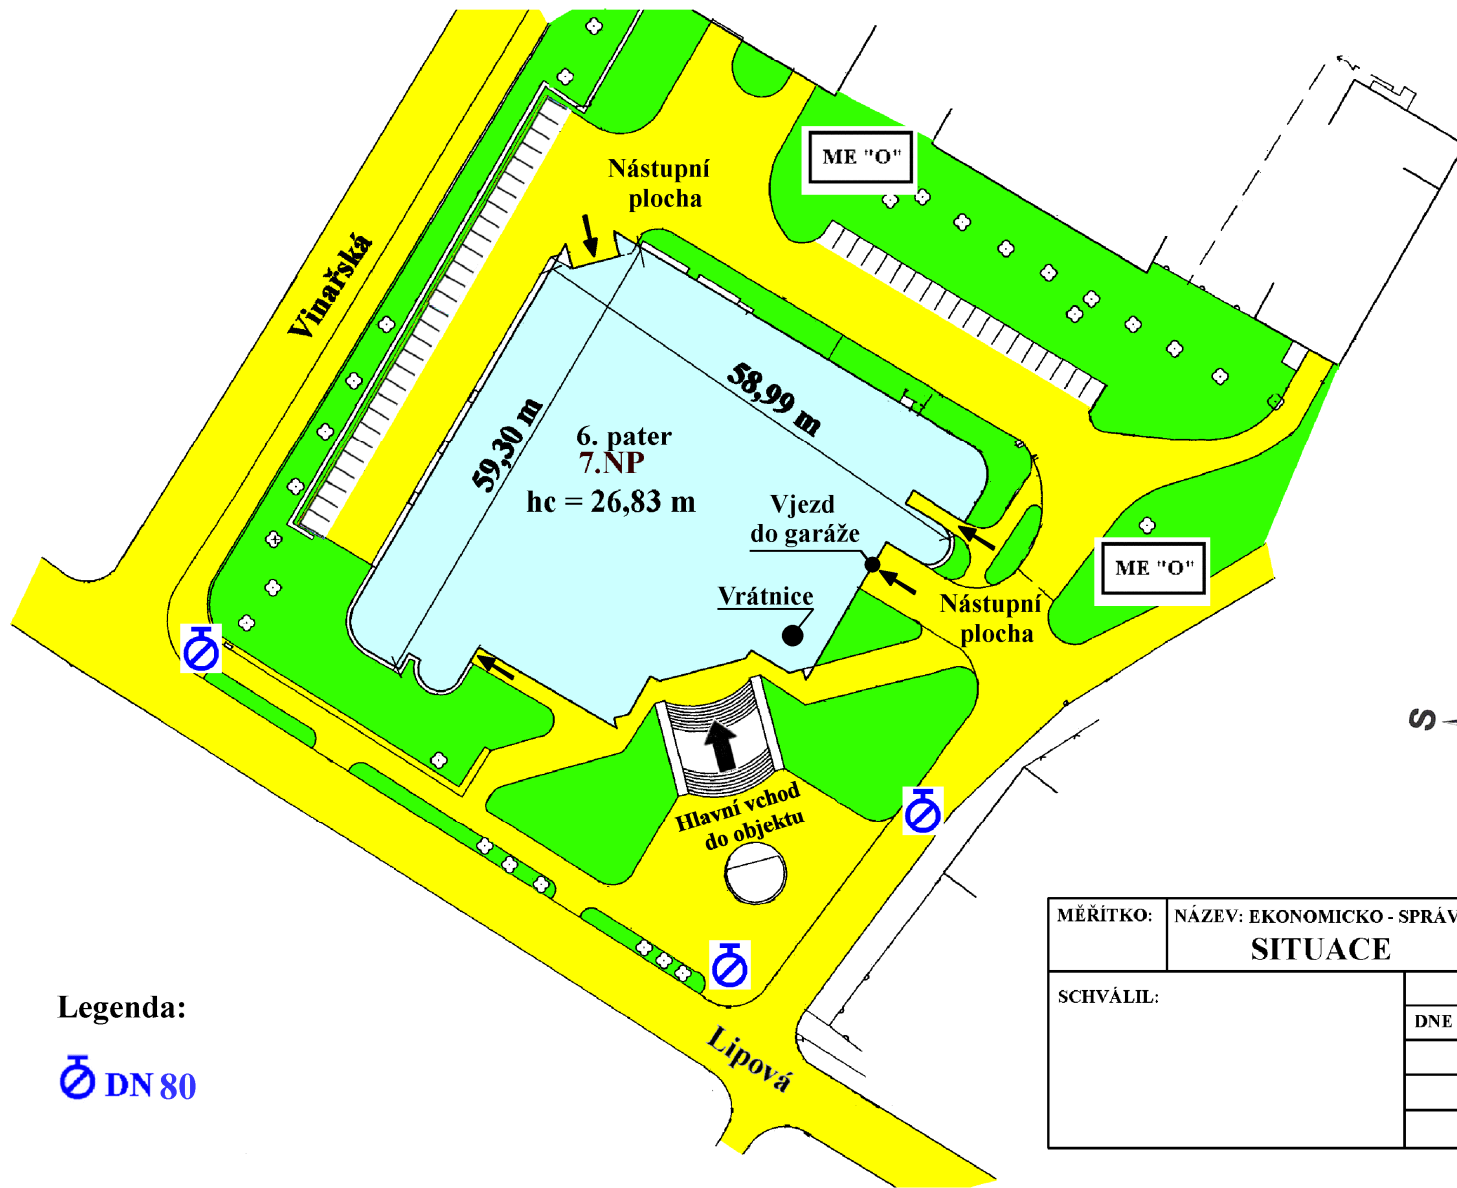 ME "O"
Nástupní
plocha
Vinařská
58,99 m
59,30 m
6. pater
7.NP
hc = 26,83 m
Vjezd
do garáže
ME "O"
Vrátnice
Nástupní
plocha
S
Hlavní vchod
do objektu
MĚŘÍTKO:
NÁZEV: EKONOMICKO - SPRÁV
SITUACE
SCHVÁLIL:
DNE
Legenda:
Lipová
DN 80